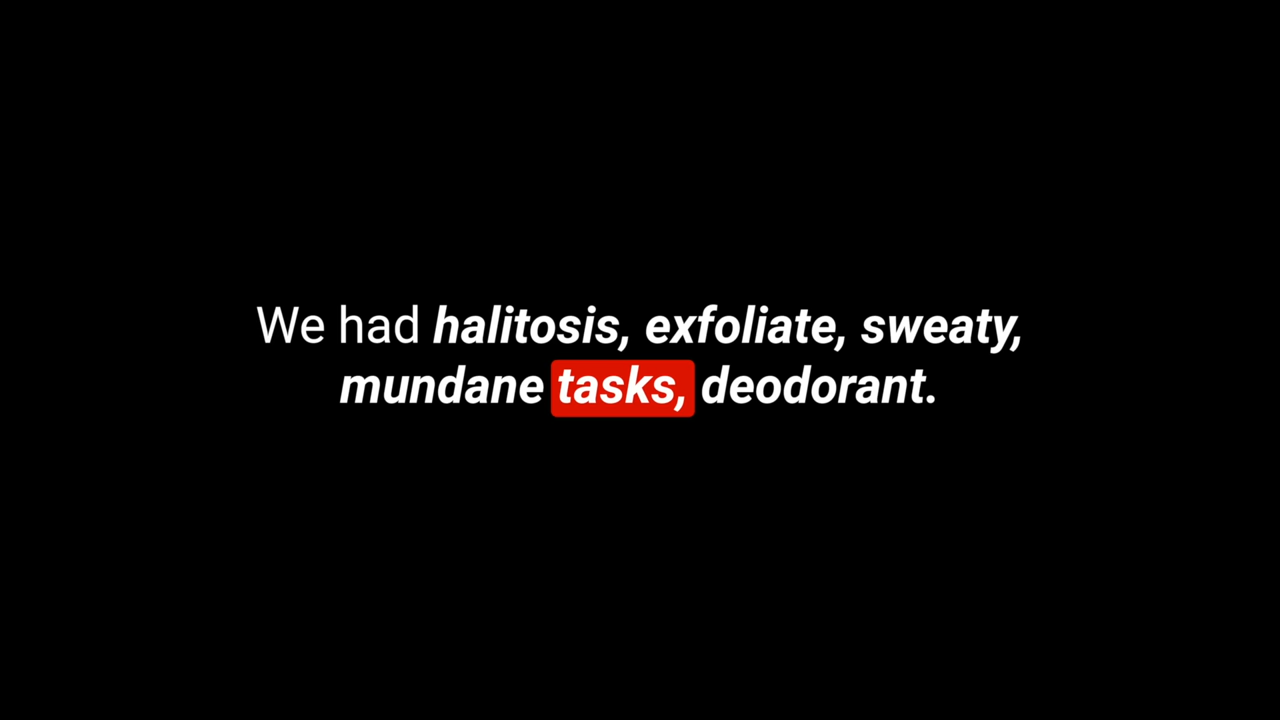 We had halitosis, exfoliate, sweaty,
mundane tasks, deodorant.